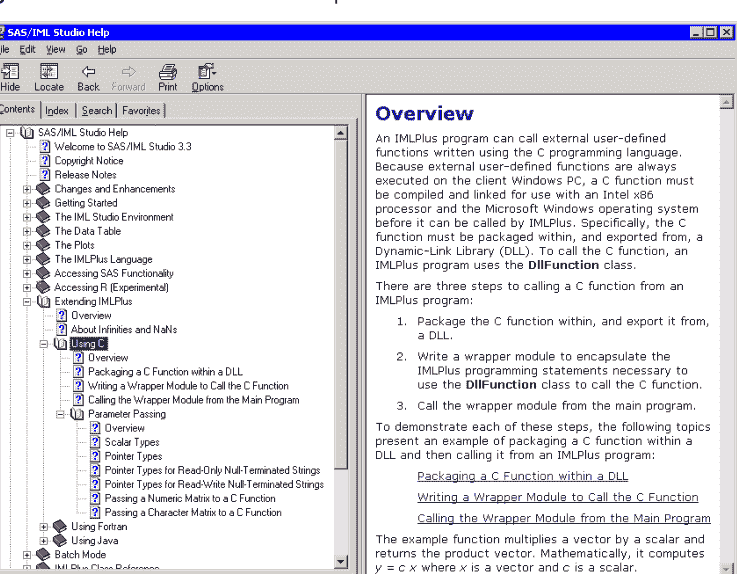 SAS/IML Studio Help
Edit View Go Help
Hide Locate Back Forward Print Options
Contents Index Search Favorites
SAS/IML Studio Help
Welcome to SAS/IML Studio 3.3
Copyright Notice
Release Notes
Changes and Enhancements
Getting Started
The IML Studio Environment
The Data Table
The Plots
The IMLPlus Language
Accessing SAS Functionality
Accessing R (Experimental)
Extending IMLPlus
Overview
About Infinities and NaNs
Using C
Overview
Packaging a C Function within a DLL
Writing a Wrapper Module to Call the C Function
Calling the Wrapper Module from the Main Program
Parameter Passing
Overview
Scalar Types
Pointer Types
Pointer Types for Read-Only Null-Terminated Strings
Pointer Types for Read-Write Null-Terminated Strings
Passing a Numeric Matrix to a C Function
Passing a Character Matrix to a C Function
Using Fortran
Using Java
Batch Mode
IMLPlus Class Reference
Overview
An IMLPlus program can call external user-defined
functions written using the C programming language.
Because external user-defined functions are always
executed on the client Windows PC, a C function must
be compiled and linked for use with an Intel x86
processor and the Microsoft Windows operating system
before it can be called by IMLPlus. Specifically, the C
function must be packaged within, and exported from, a
Dynamic-Link Library (DLL). To call the C function, an
IMLPlus program uses the DllFunction class.
There are three steps to calling a C function from an
IMLPlus program:
1. Package the C function within, and export it from,
a DLL.
2. Write a wrapper module to encapsulate the
IMLPlus programming statements necessary to
use the DllFunction class to call the C function.
3. Call the wrapper module from the main program.
To demonstrate each of these steps, the following topics
present an example of packaging a C function within a
DLL and then calling it from an IMLPlus program:
Packaging a C Function within a DLL
Writing a Wrapper Module to Call the C Function
Calling the Wrapper Module from the Main Program
The example function multiplies a vector by a scalar and
returns the product vector. Mathematically, it computes
y = c x where x is a vector and c is a scalar.